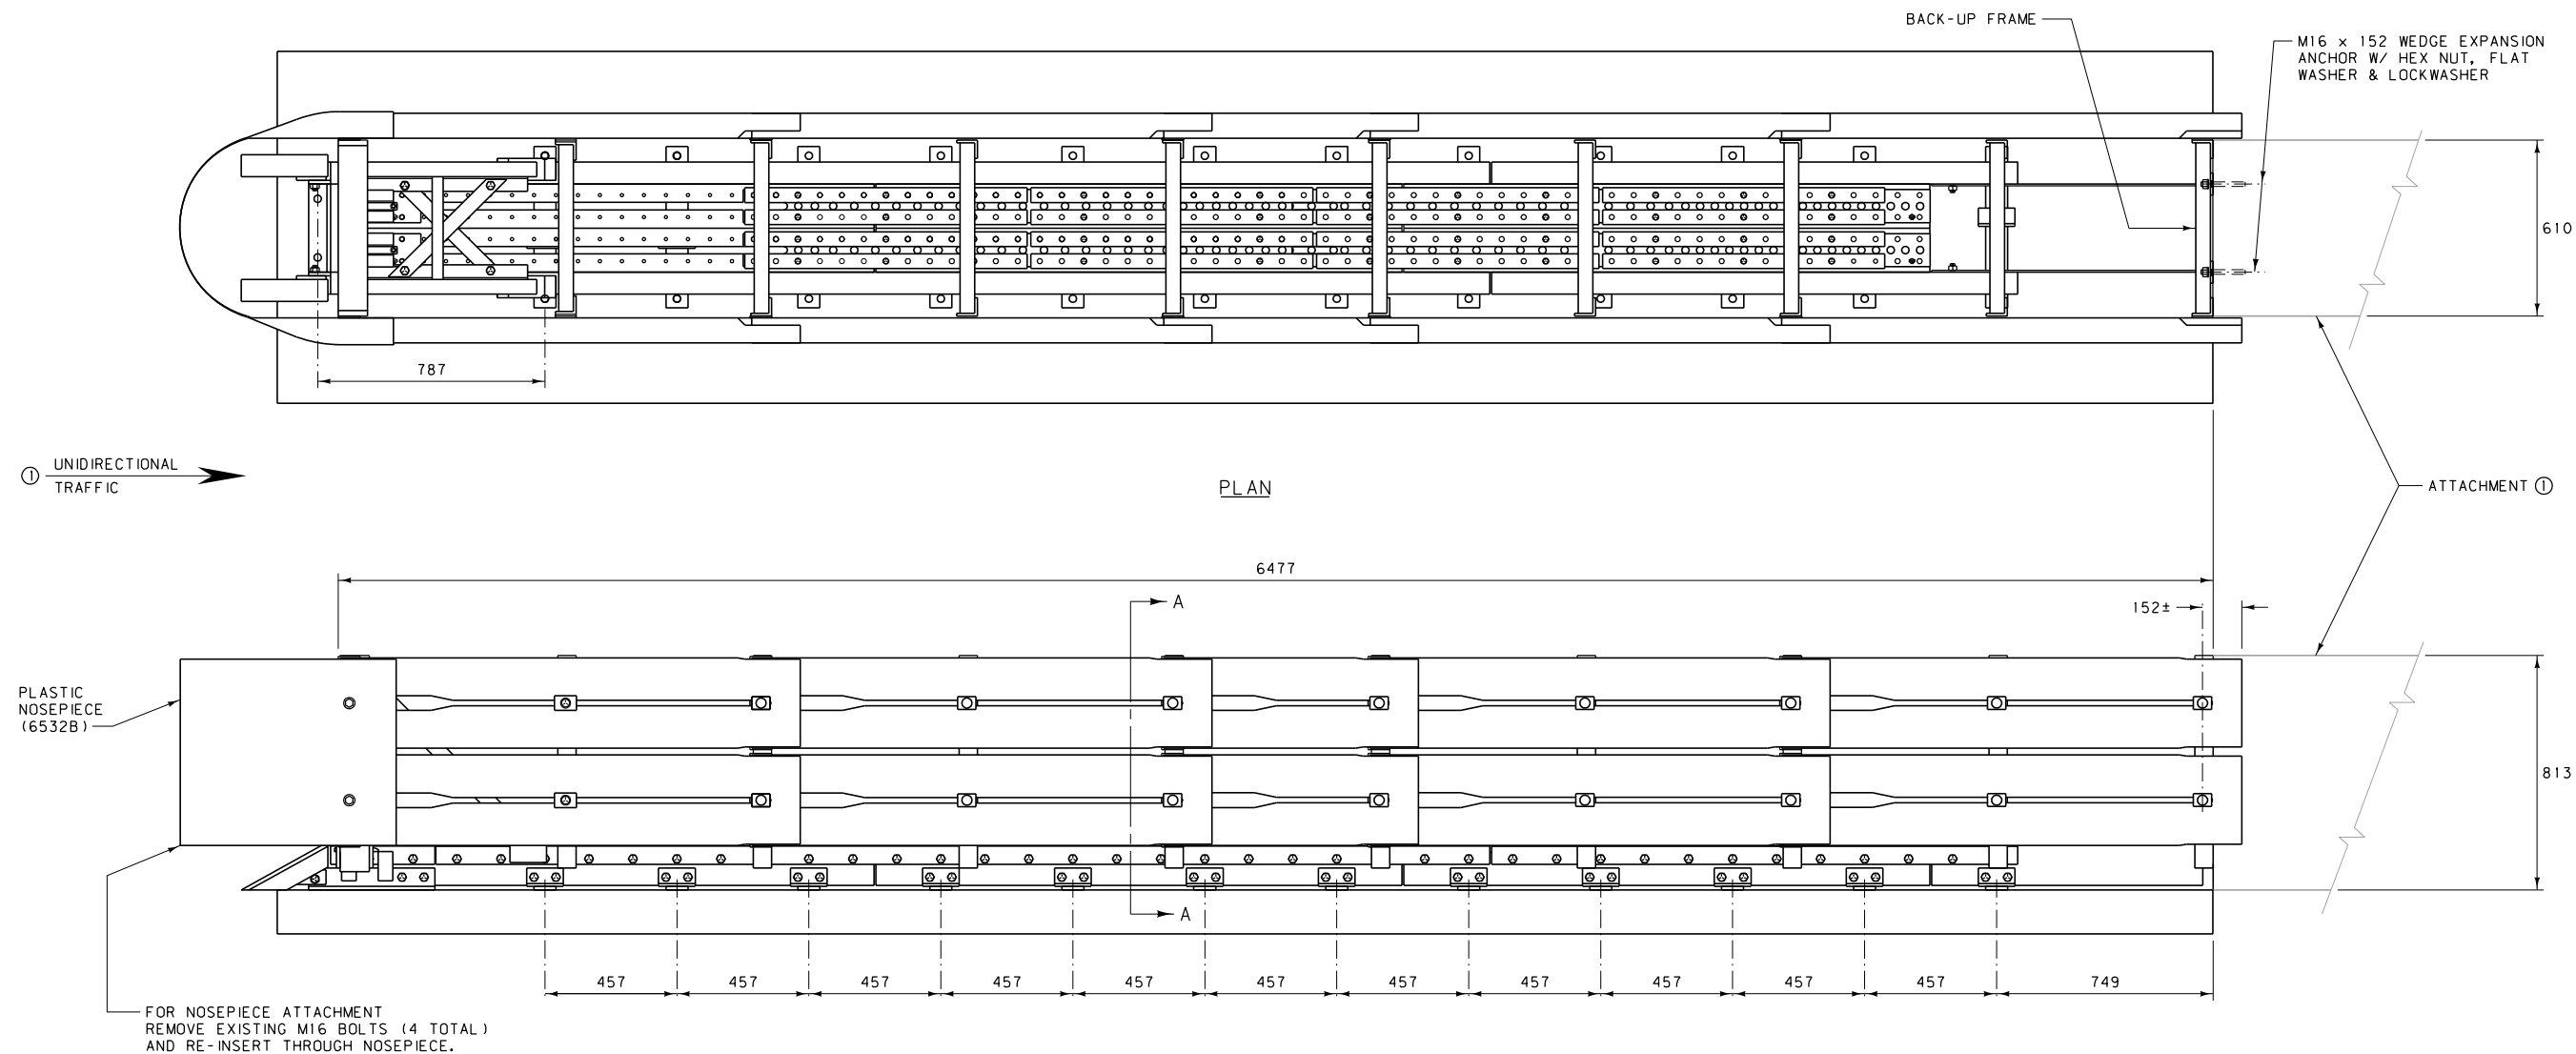 BACK-UP FRAME
M16 x 152 WEDGE EXPANSION
ANCHOR W/ HEX NUT, FLAT
WASHER & LOCKWASHER
610
787
① UNIDIRECTIONAL
TRAFFIC
PLAN
ATTACHMENT ①
6477
A
152±
PLASTIC
NOSEPIECE
(6532B)
813
A
457 457 457 457 457 457 457 457 457 457 457 749
FOR NOSEPIECE ATTACHMENT
REMOVE EXISTING M16 BOLTS (4 TOTAL)
AND RE-INSERT THROUGH NOSEPIECE.